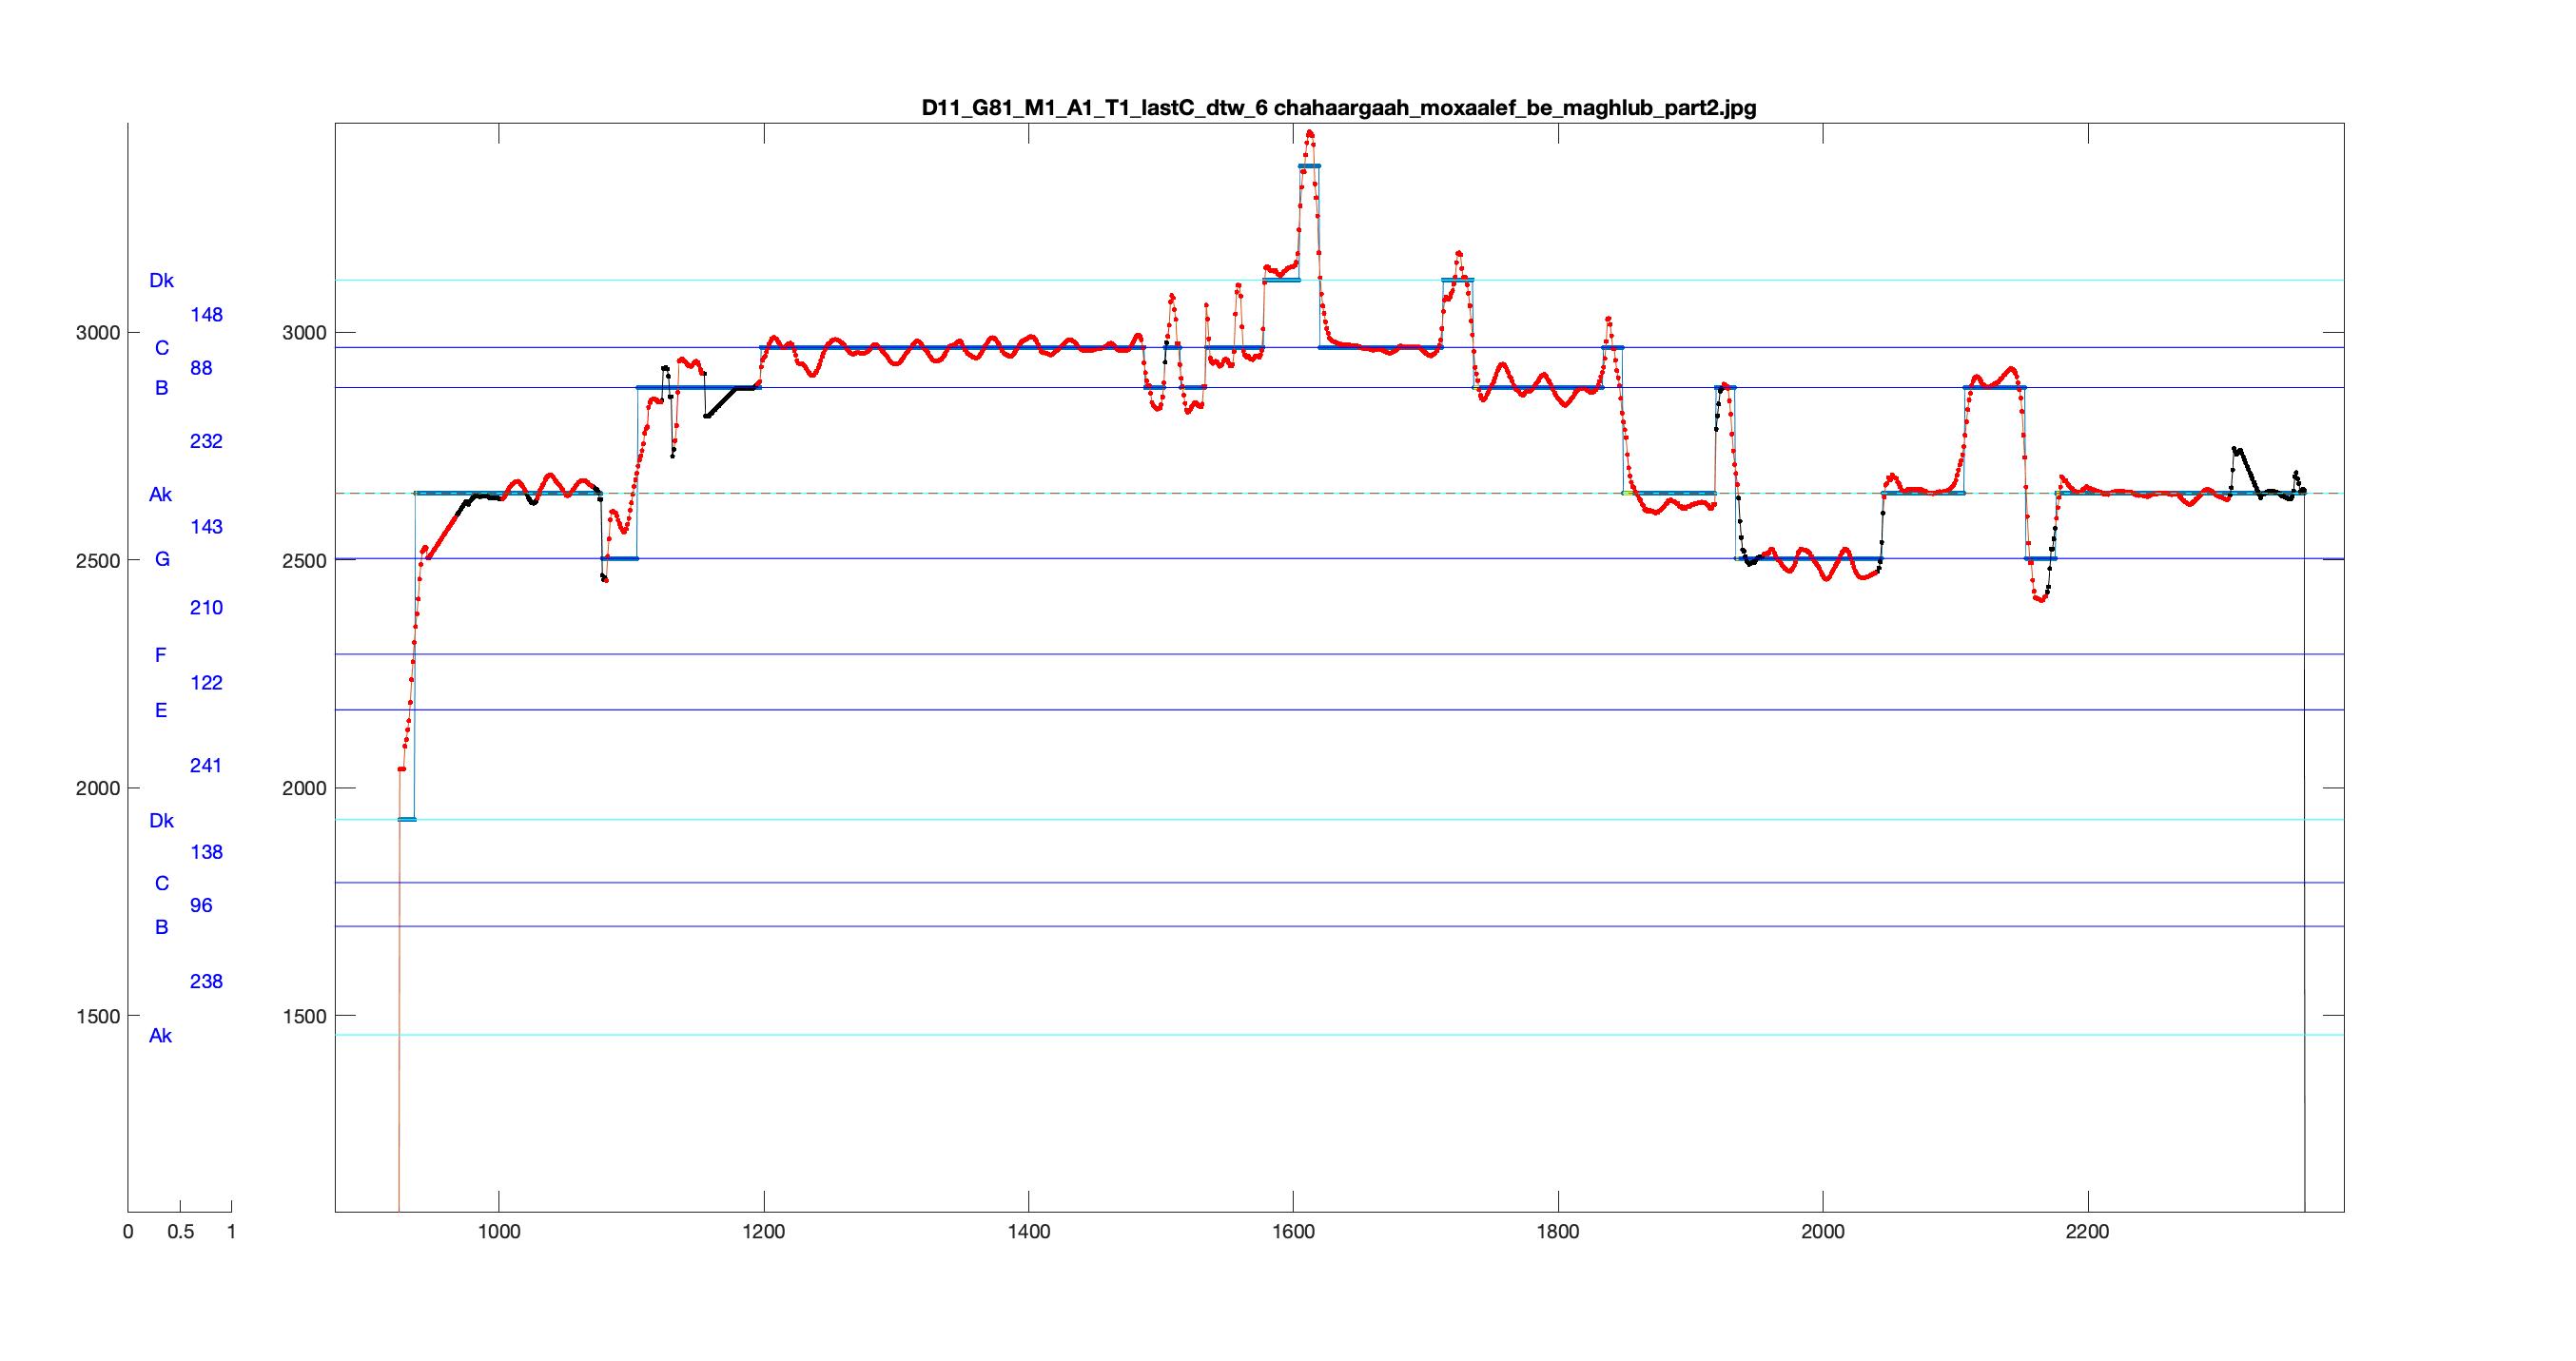 D11_G81_M1_A1_T1_lastC_dtw_6 chahaargaah_moxaalef_be_maghlub_part2.jpg
Dk
148
3000 3000
C
88
B
232
Ak
143
2500 G 2500
210
F
122
E
241
2000 2000
Dk
138
C
96
B
238
1500 1500
Ak
0 0.5 1 1000 1200 1400 1600 1800 2000 2200